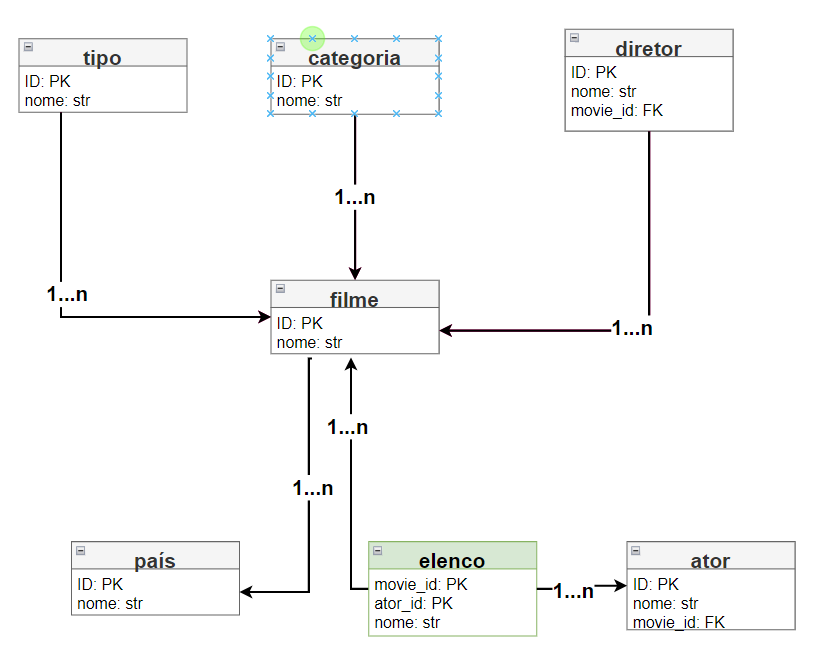 tipo
ID: PK
nome: str
categoria
ID: PK
nome: str
diretor
ID: PK
nome: str
movie_id: FK
1...n
1...n
1...n
filme
ID: PK
nome: str
1...n
1...n
país
ID: PK
nome: str
elenco
movie_id: PK
ator_id: PK
nome: str
1...n
ator
ID: PK
nome: str
movie_id: FK